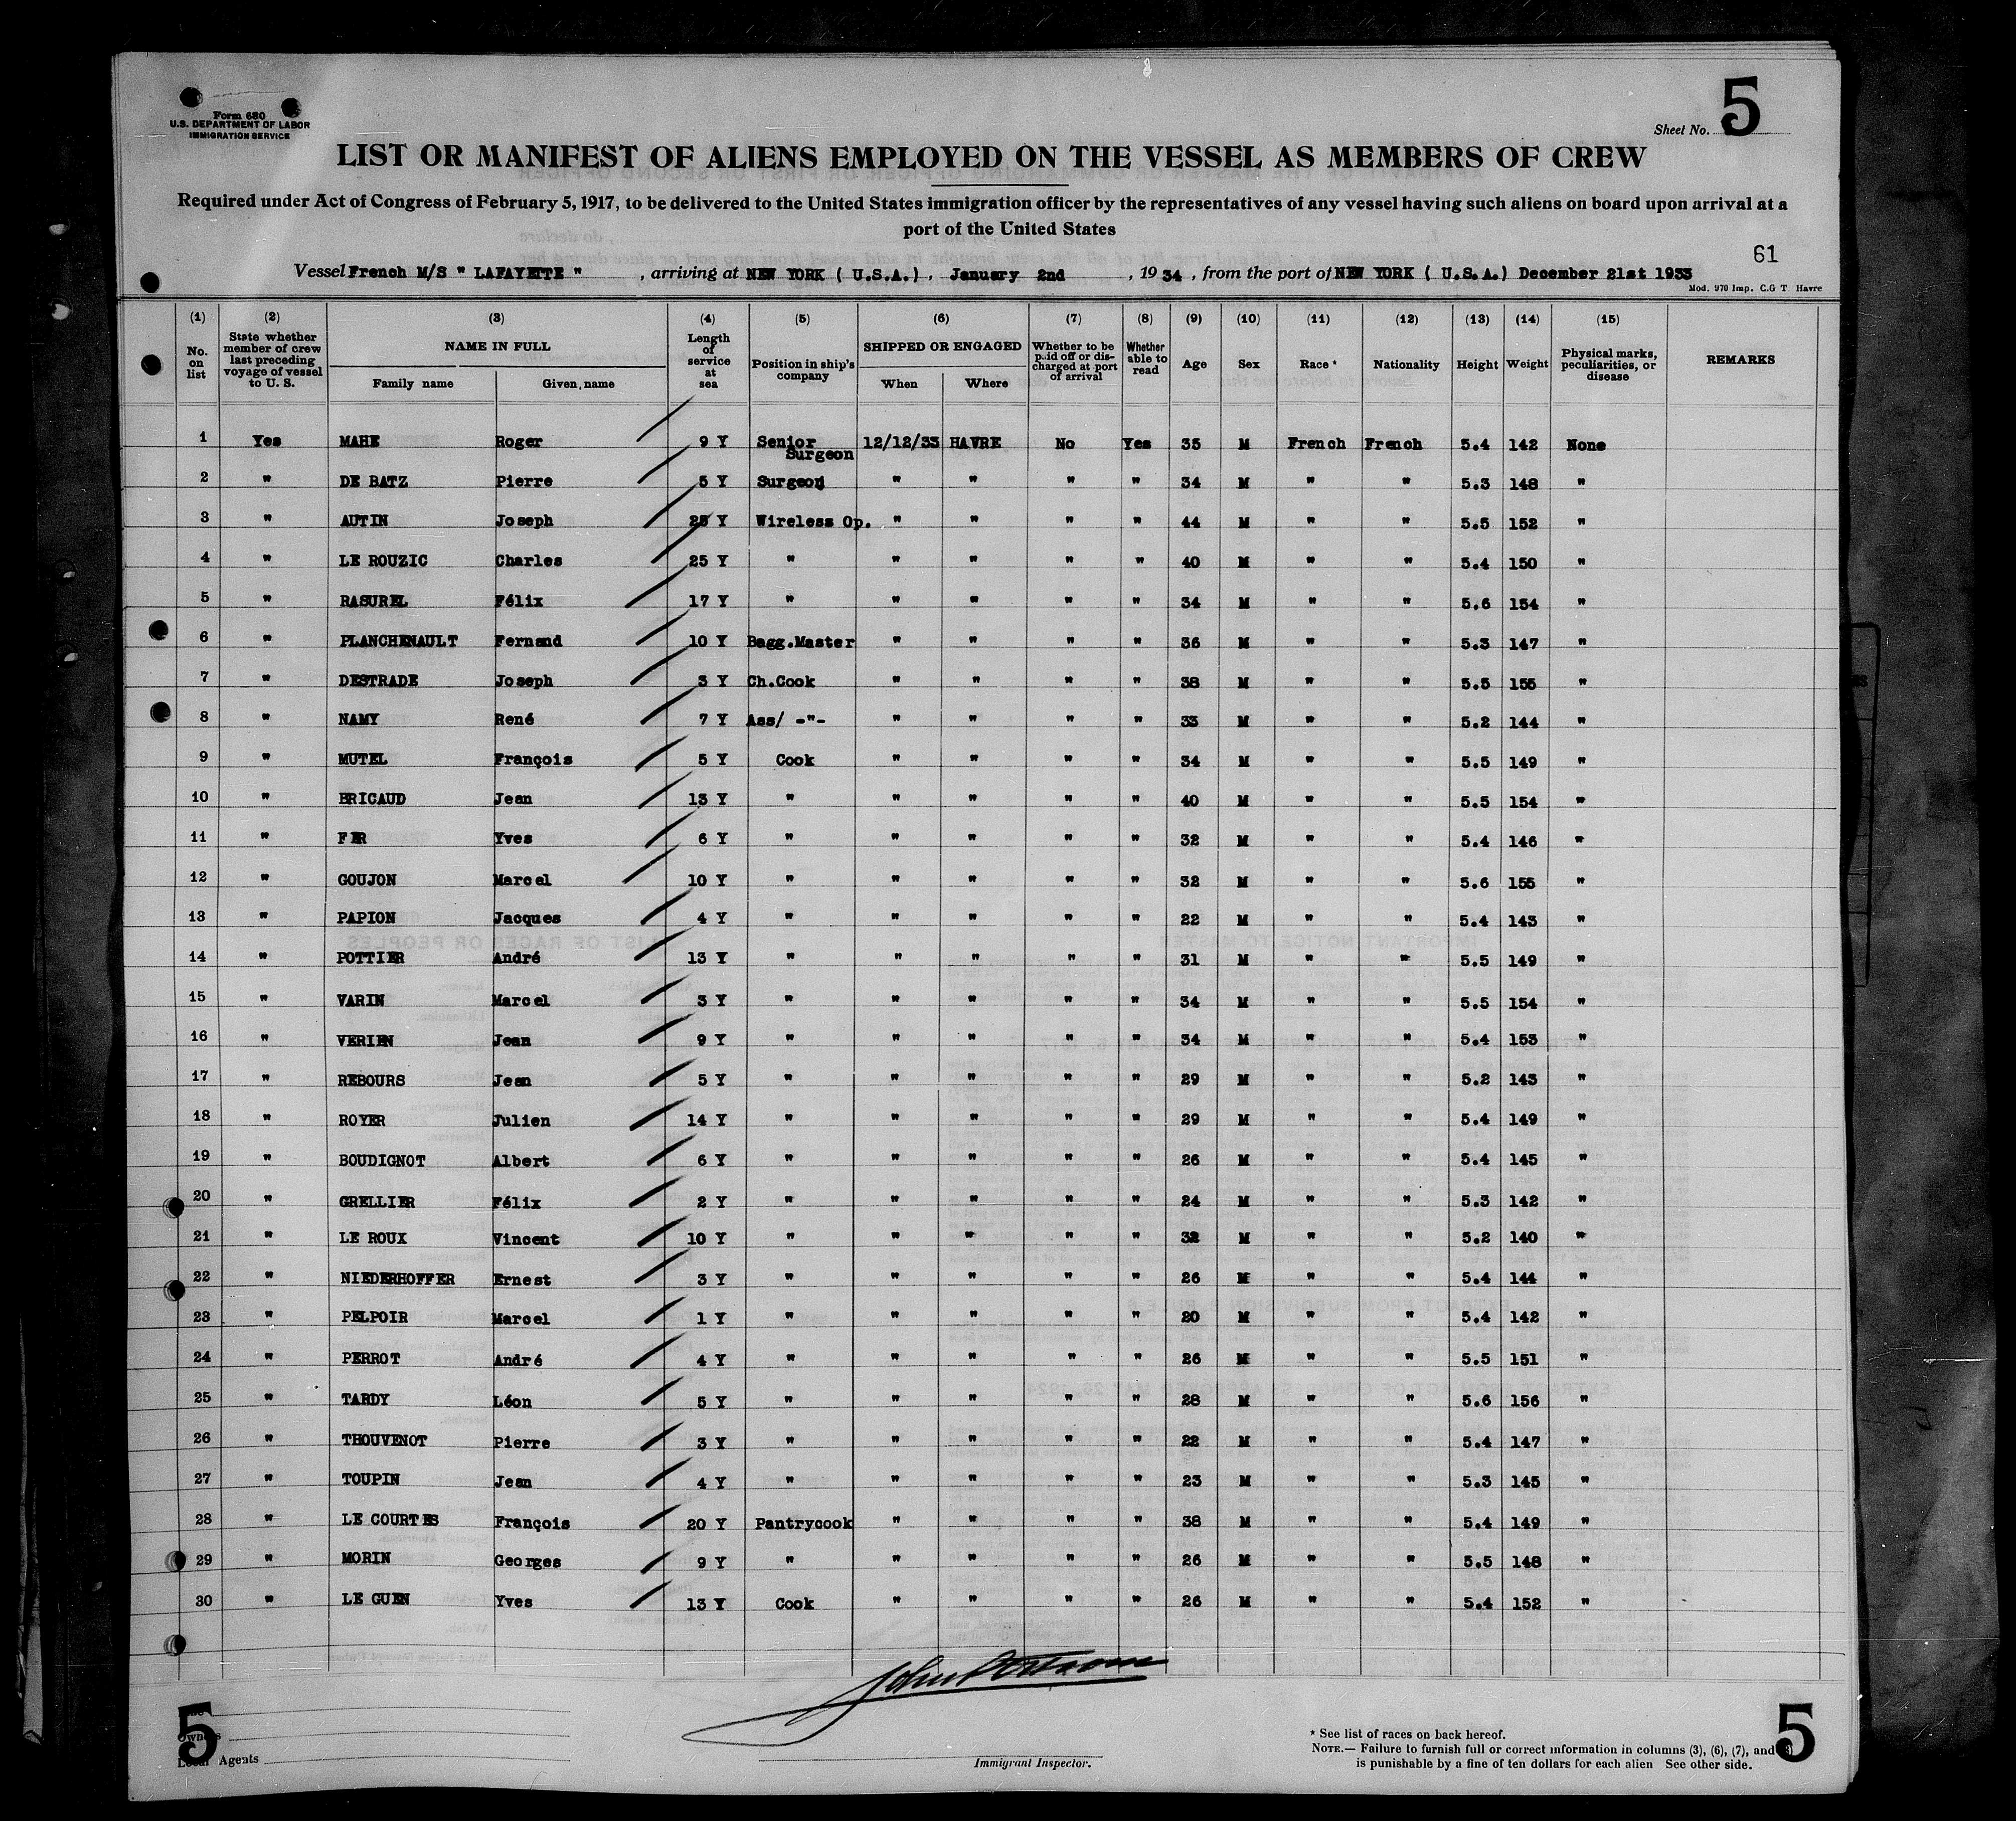 Form 680
U.S. DEPARTMENT OF LABOR
IMMIGRATION SERVICE
Sheet No. 5
LIST OR MANIFEST OF ALIENS EMPLOYED ON THE VESSEL AS MEMBERS OF CREW
Required under Act of Congress of February 5, 1917, to be delivered to the United States immigration officer by the representatives of any vessel having such aliens on board upon arrival at a
port of the United States
61
Vessel French M/S " LAFAYETTE " , arriving at NEW YORK ( U.S.A.) , January 2nd , 1934 , from the port of NEW YORK ( U.S.A.) December 21st 1933
Mod. 970 Imp. C.G T. Havre
(1) (2) (3) (4) (5) (6) (7) (8) (9) (10) (11) (12) (13) (14) (15)
No. on list State whether member of crew last preceding voyage of vessel to U. S. NAME IN FULL Family name Given name Length of service at sea Position in ship's company SHIPPED OR ENGAGED When Where Whether to be paid off or discharged at port of arrival Whether able to read Age Sex Race * Nationality Height Weight Physical marks, peculiarities, or disease REMARKS
1 Yes MAHE Roger 9 Y Senior Surgeon 12/12/33 HAVRE No Yes 35 M French French 5.4 142 None
2 " DE BATZ Pierre 5 Y Surgeon " " " " 34 M " " 5.3 148 "
3 " AUTIN Joseph 25 Y Wireless Op. " " " " 44 M " " 5.5 152 "
4 " LE ROUZIC Charles 25 Y " " " " " 40 M " " 5.4 150 "
5 " RASUREL Félix 17 Y " " " " " 34 M " " 5.6 154 "
6 " PLANCHENAULT Fernand 10 Y Bagg.Master " " " " 36 M " " 5.3 147 "
7 " DESTRADE Joseph 3 Y Ch.Cook " " " " 38 M " " 5.5 155 "
8 " NAMY René 7 Y Ass/ -"- " " " " 33 M " " 5.2 144 "
9 " MUTEL François 5 Y Cook " " " " 34 M " " 5.5 149 "
10 " BRICAUD Jean 13 Y " " " " " 40 M " " 5.5 154 "
11 " FER Yves 6 Y " " " " " 32 M " " 5.4 146 "
12 " GOUJON Marcel 10 Y " " " " " 32 M " " 5.6 155 "
13 " PAPION Jacques 4 Y " " " " " 22 M " " 5.4 143 "
14 " POTTIER André 13 Y " " " " " 31 M " " 5.5 149 "
15 " VARIN Marcel 3 Y " " " " " 34 M " " 5.5 154 "
16 " VERIEN Jean 9 Y " " " " " 34 M " " 5.4 153 "
17 " REBOURS Jean 5 Y " " " " " 29 M " " 5.2 143 "
18 " ROYER Julien 14 Y " " " " " 29 M " " 5.4 149 "
19 " BOUDIGNOT Albert 6 Y " " " " " 26 M " " 5.4 145 "
20 " GRELLIER Félix 2 Y " " " " " 24 M " " 5.3 142 "
21 " LE ROUX Vincent 10 Y " " " " " 32 M " " 5.2 140 "
22 " NIEDERHOFFER Ernest 3 Y " " " " " 26 M " " 5.4 144 "
23 " PELPOIR Marcel 1 Y " " " " " 20 M " " 5.4 142 "
24 " PERROT André 4 Y " " " " " 26 M " " 5.5 151 "
25 " TARDY Léon 5 Y " " " " " 28 M " " 5.6 156 "
26 " THOUVENOT Pierre 3 Y " " " " " 22 M " " 5.4 147 "
27 " TOUPIN Jean 4 Y " " " " " 23 M " " 5.3 145 "
28 " LE COURTES François 20 Y Pantrycook " " " " 38 M " " 5.4 149 "
29 " MORIN Georges 9 Y " " " " " 26 M " " 5.5 148 "
30 " LE GUEN Yves 13 Y Cook " " " " 26 M " " 5.4 152 "
5
Owners
Local Agents
Immigrant Inspector.
* See list of races on back hereof.
NOTE.— Failure to furnish full or correct information in columns (3), (6), (7), and
is punishable by a fine of ten dollars for each alien See other side.
5